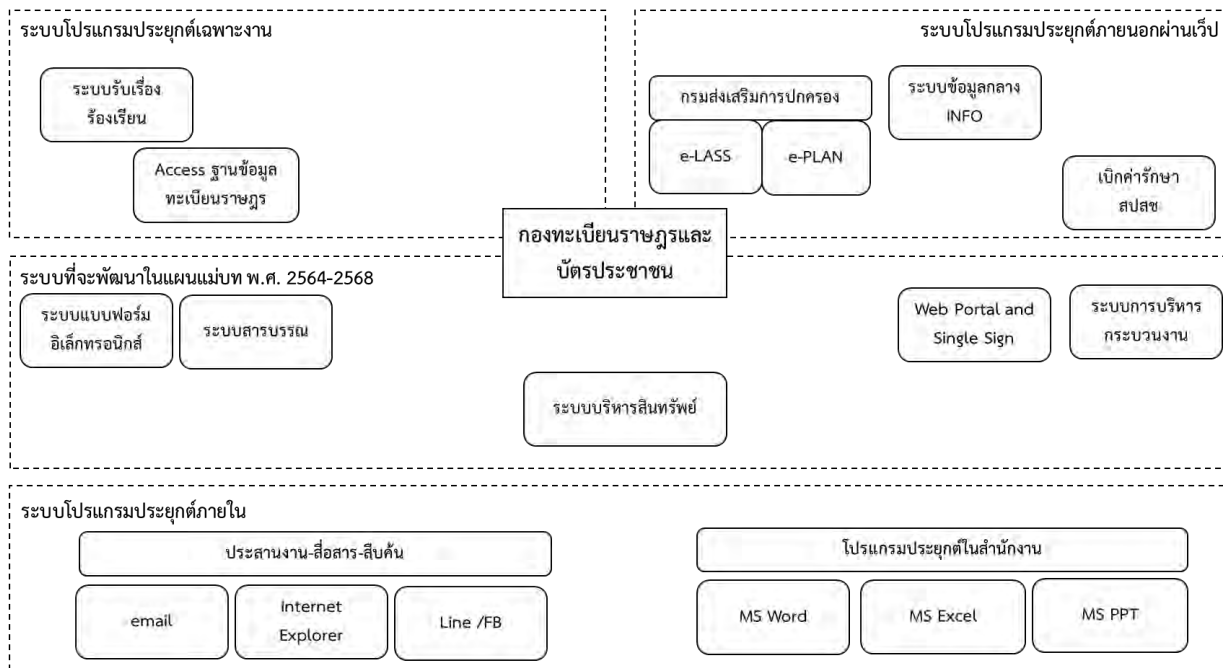 ระบบโปรแกรมประยุกต์เฉพาะงาน
ระบบรับเรื่อง
ร้องเรียน
Access ฐานข้อมูล
ทะเบียนราษฎร
ระบบโปรแกรมประยุกต์ภายนอกผ่านเว็ป
กรมส่งเสริมการปกครอง
e-LASS
e-PLAN
ระบบข้อมูลกลาง
INFO
เบิกค่ารักษา
สปสช
กองทะเบียนราษฎรและ
บัตรประชาชน
ระบบที่จะพัฒนาในแผนแม่บท พ.ศ. 2564-2568
ระบบแบบฟอร์ม
อิเล็กทรอนิกส์
ระบบสารบรรณ
Web Portal and
Single Sign
ระบบการบริหาร
กระบวนงาน
ระบบบริหารสินทรัพย์
ระบบโปรแกรมประยุกต์ภายใน
ประสานงาน-สื่อสาร-สืบค้น
email
Internet
Explorer
Line /FB
โปรแกรมประยุกต์ในสำนักงาน
MS Word
MS Excel
MS PPT